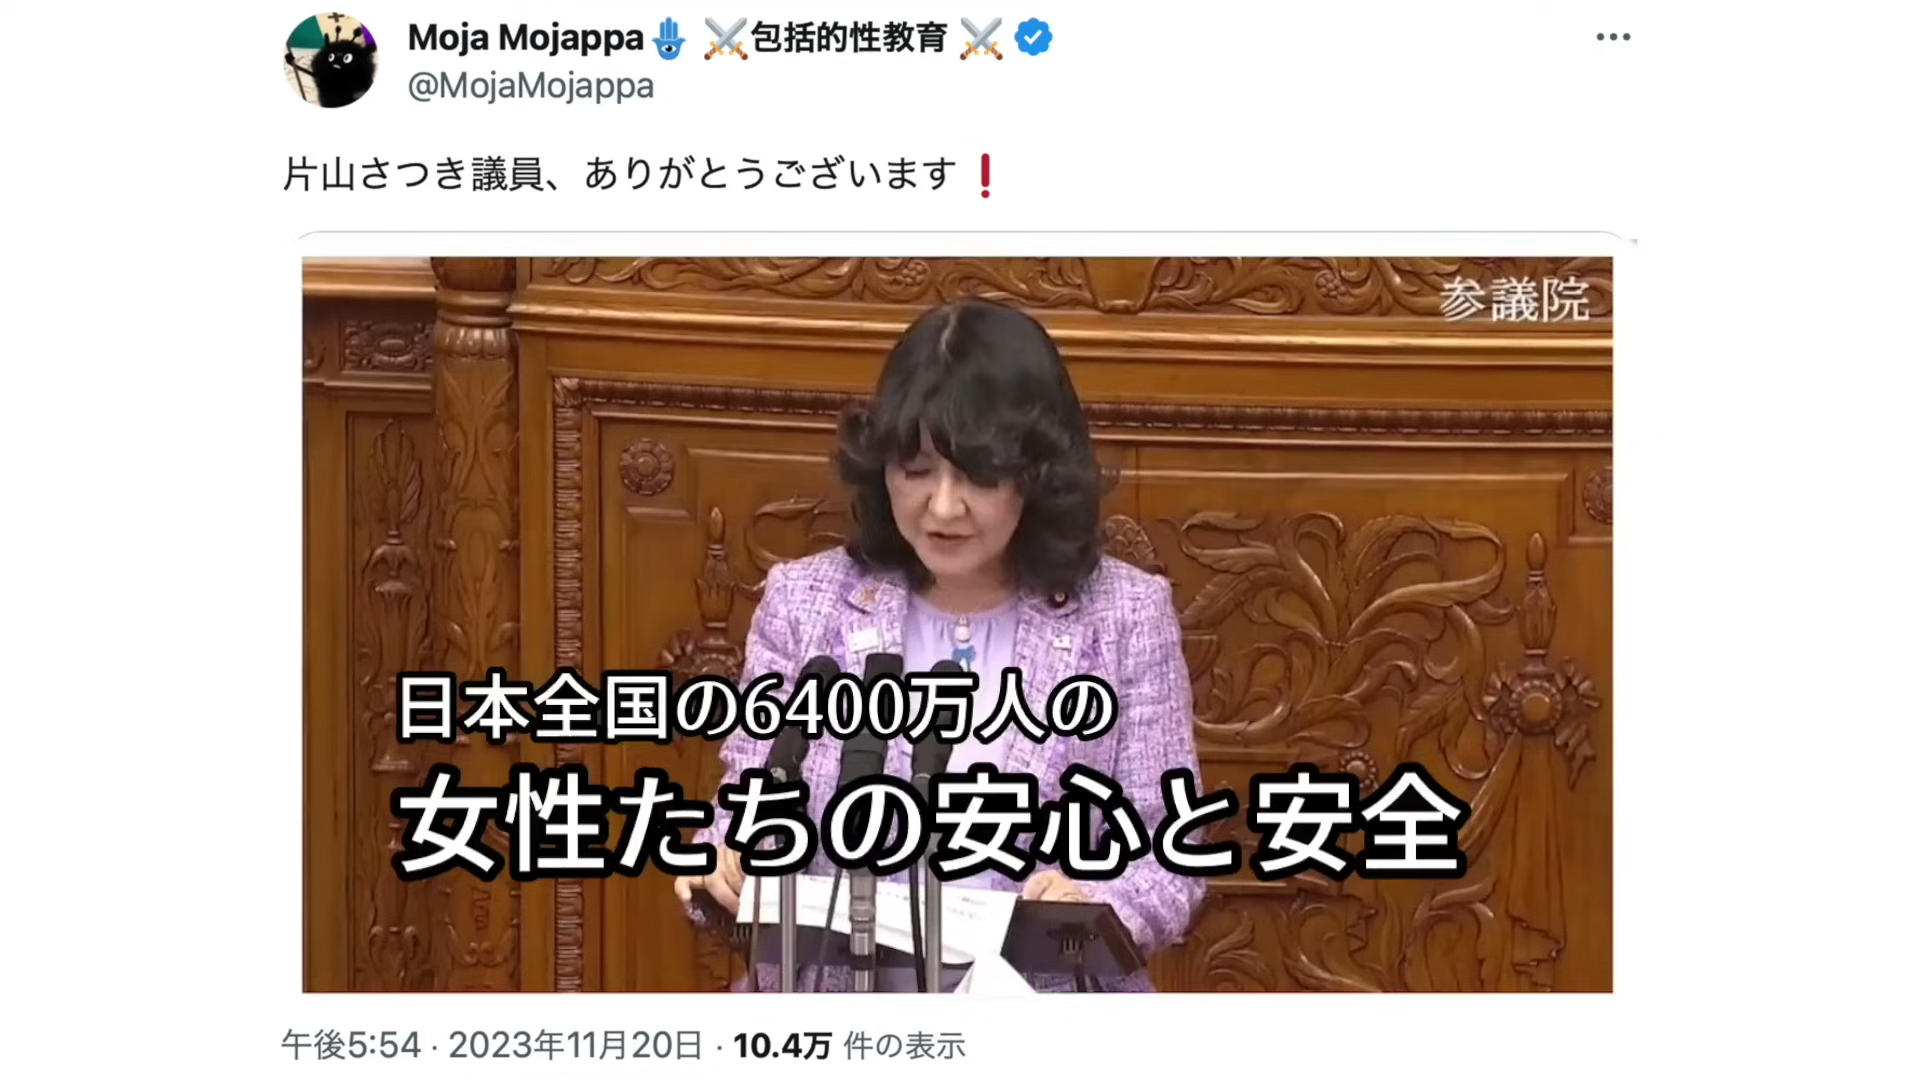 Moja Mojappa🪬 ⚔️包括的性教育 ⚔️
@MojaMojappa
片山さつき議員、ありがとうございます❗
参議院
日本全国の6400万人の
女性たちの安心と安全
午後5:54 · 2023年11月20日 · 10.4万 件の表示